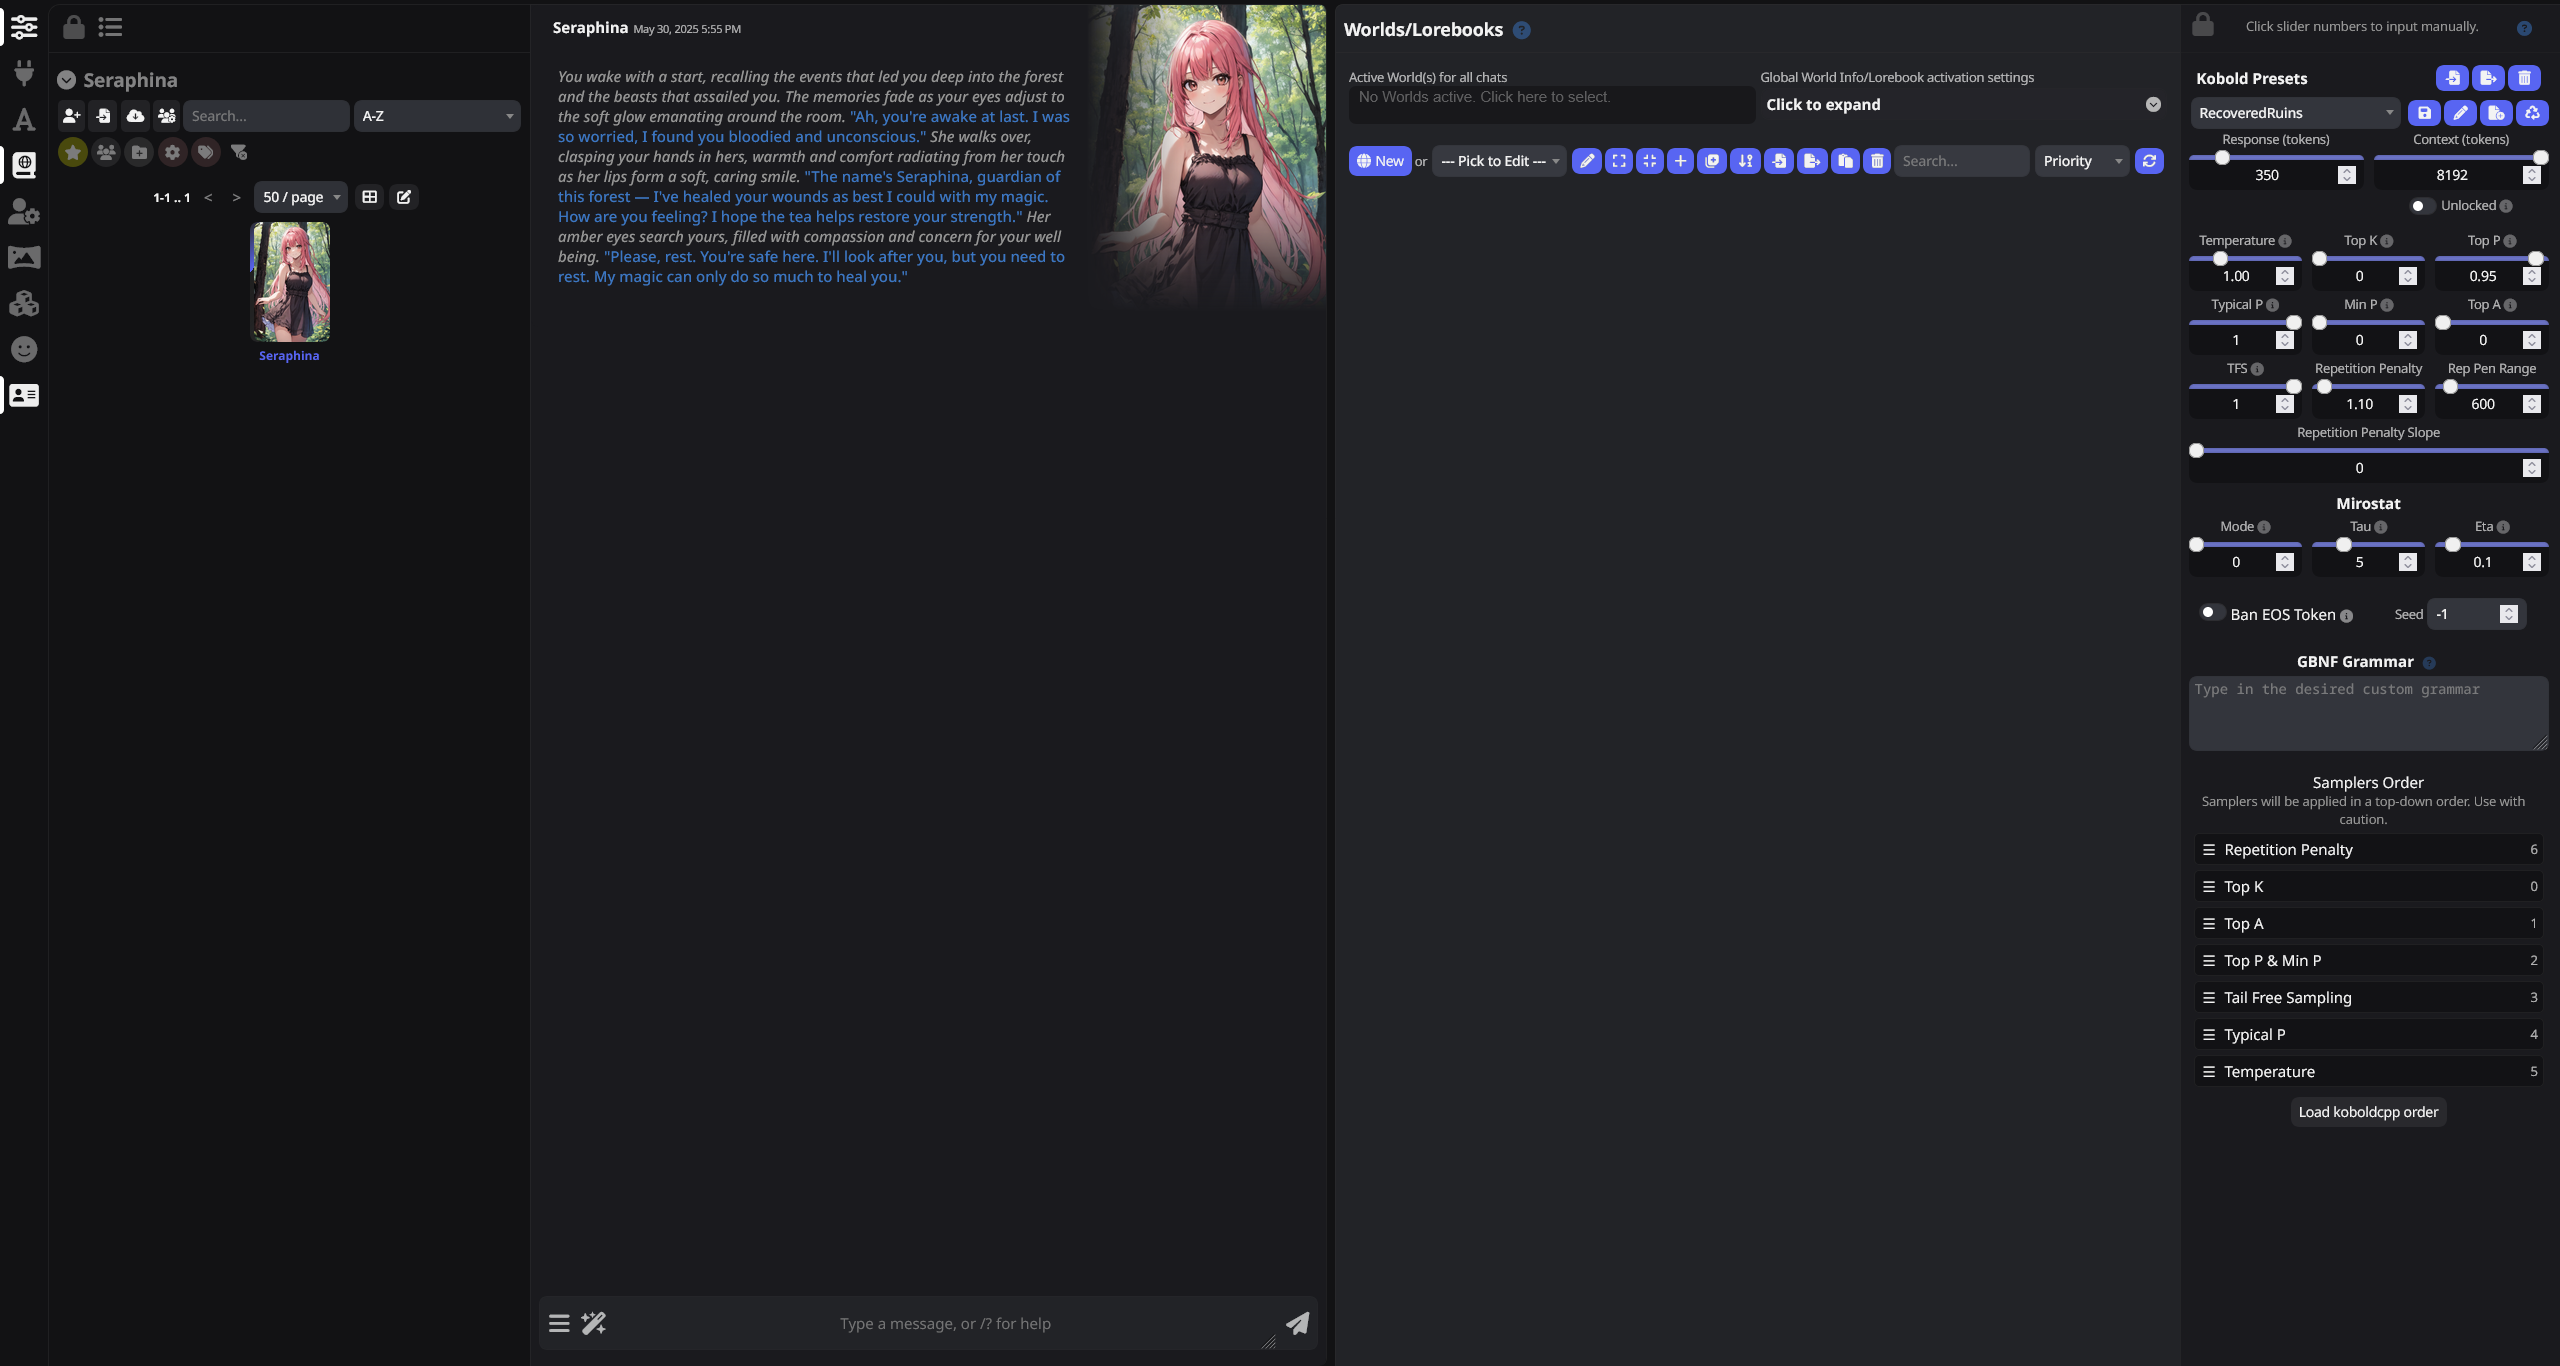 Seraphina
Search...
A-Z
1-1 .. 1 < > 50 / page
Seraphina
Seraphina May 30, 2025 5:55 PM
You wake with a start, recalling the events that led you deep into the forest
and the beasts that assailed you. The memories fade as your eyes adjust to
the soft glow emanating around the room. "Ah, you're awake at last. I was
so worried, I found you bloodied and unconscious." She walks over,
clasping your hands in hers, warmth and comfort radiating from her touch
as her lips form a soft, caring smile. "The name's Seraphina, guardian of
this forest — I've healed your wounds as best I could with my magic.
How are you feeling? I hope the tea helps restore your strength." Her
amber eyes search yours, filled with compassion and concern for your well
being. "Please, rest. You're safe here. I'll look after you, but you need to
rest. My magic can only do so much to heal you."
Type a message, or /? for help
Worlds/Lorebooks ?
Active World(s) for all chats
No Worlds active. Click here to select.
Global World Info/Lorebook activation settings
Click to expand
New or --- Pick to Edit --- Search... Priority
Click slider numbers to input manually. ?
Kobold Presets
RecoveredRuins
Response (tokens) Context (tokens)
350 8192
Unlocked
Temperature Top K Top P
1.00 0 0.95
Typical P Min P Top A
1 0 0
TFS Repetition Penalty Rep Pen Range
1 1.10 600
Repetition Penalty Slope
0
Mirostat
Mode Tau Eta
0 5 0.1
Ban EOS Token Seed -1
GBNF Grammar ?
Type in the desired custom grammar
Samplers Order
Samplers will be applied in a top-down order. Use with
caution.
Repetition Penalty 6
Top K 0
Top A 1
Top P & Min P 2
Tail Free Sampling 3
Typical P 4
Temperature 5
Load koboldcpp order